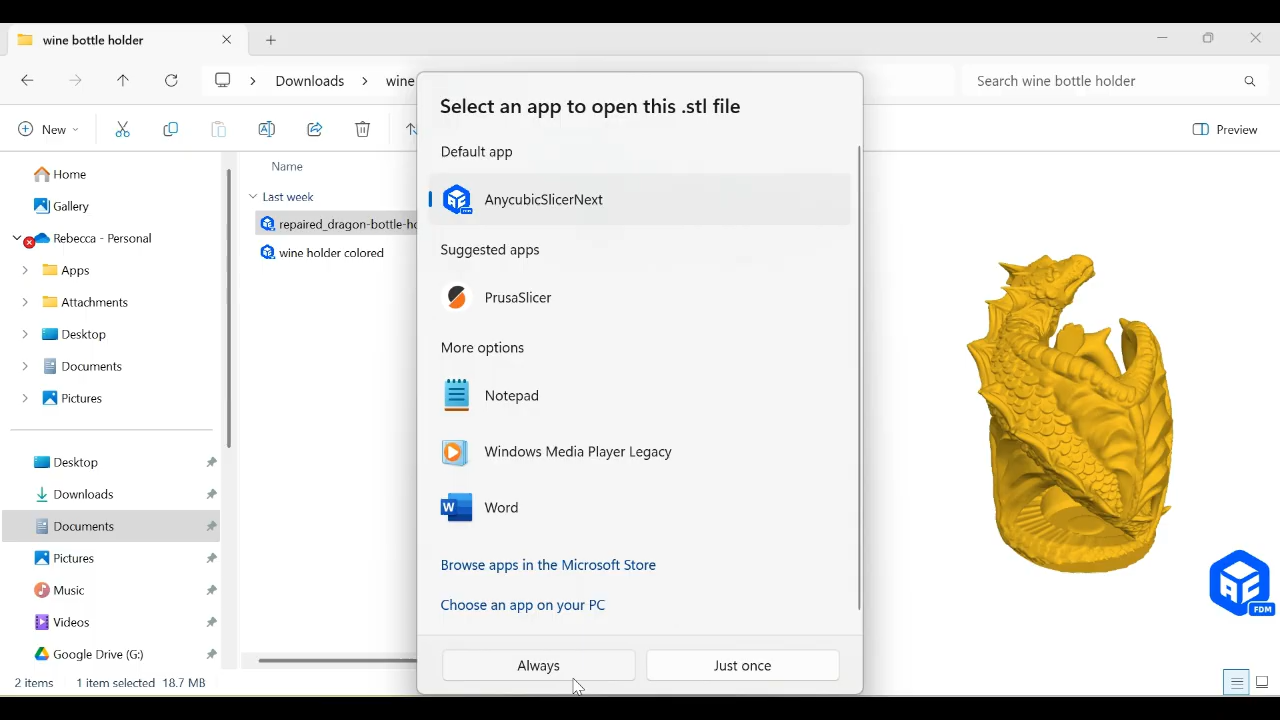 wine bottle holder
Downloads
wine
Search wine bottle holder
New
Preview
Home
Gallery
Rebecca - Personal
Apps
Attachments
Desktop
Documents
Pictures
Desktop
Downloads
Documents
Pictures
Music
Videos
Google Drive (G:)
2 items 1 item selected 18.7 MB
Name
Last week
repaired_dragon-bottle-ho
wine holder colored
Select an app to open this .stl file
Default app
AnycubicSlicerNext
Suggested apps
PrusaSlicer
More options
Notepad
Windows Media Player Legacy
W Word
Browse apps in the Microsoft Store
Choose an app on your PC
Always
Just once
FDM